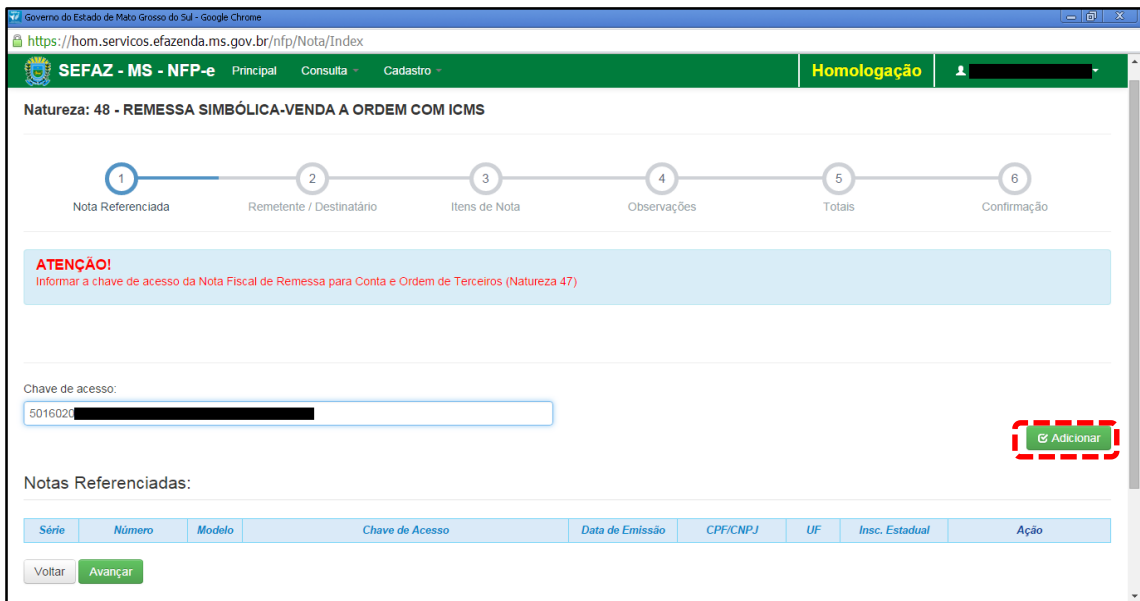 Governo do Estado de Mato Grosso do Sul - Google Chrome
https://hom.servicos.efazenda.ms.gov.br/nfp/Nota/Index
SEFAZ - MS - NFP-e Principal Consulta Cadastro Homologação
Natureza: 48 - REMESSA SIMBÓLICA-VENDA A ORDEM COM ICMS
1 2 3 4 5 6
Nota Referenciada Remetente / Destinatário Itens de Nota Observações Totais Confirmação
ATENÇÃO!
Informar a chave de acesso da Nota Fiscal de Remessa para Conta e Ordem de Terceiros (Natureza 47)
Chave de acesso:
5016020
Adicionar
Notas Referenciadas:
Série Número Modelo Chave de Acesso Data de Emissão CPF/CNPJ UF Insc. Estadual Ação
Voltar Avançar